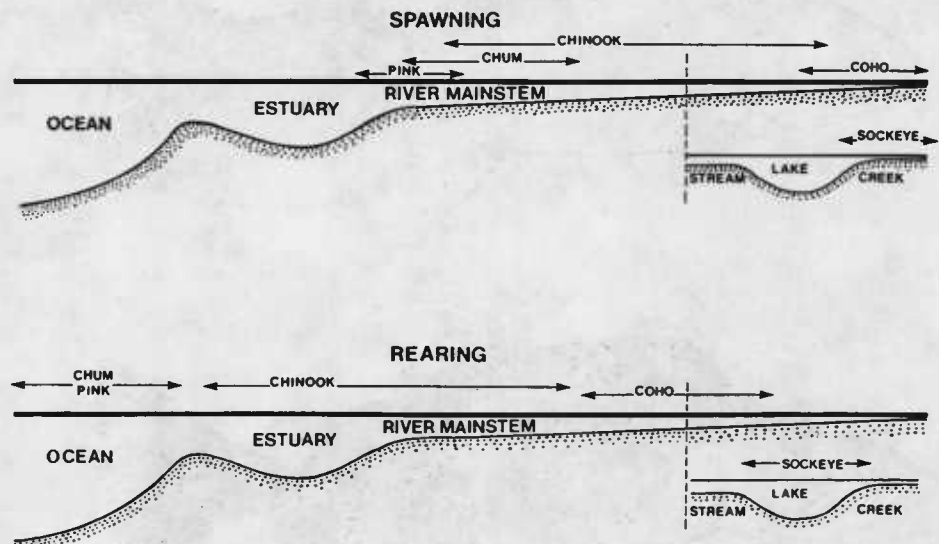 SPAWNING
CHINOOK
CHUM
PINK
COHO
RIVER MAINSTEM
ESTUARY
OCEAN
SOCKEYE
LAKE
STREAM
CREEK
REARING
CHUM
PINK
CHINOOK
COHO
RIVER MAINSTEM
ESTUARY
OCEAN
SOCKEYE
LAKE
STREAM
CREEK